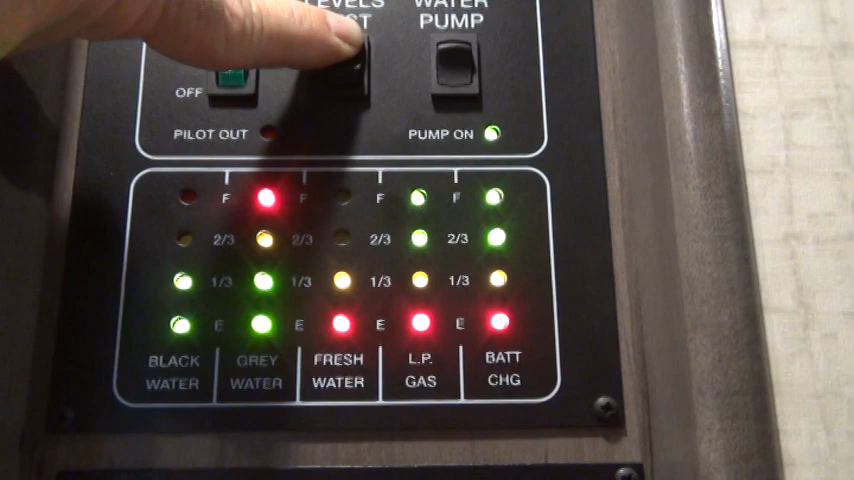 LEVELS WATER
PUMP
OFF
PILOT OUT PUMP ON
F F F F
2/3 2/3 2/3 2/3
1/3 1/3 1/3 1/3
E E E E
BLACK WATER
GREY WATER
FRESH WATER
L.P. GAS
BATT CHG